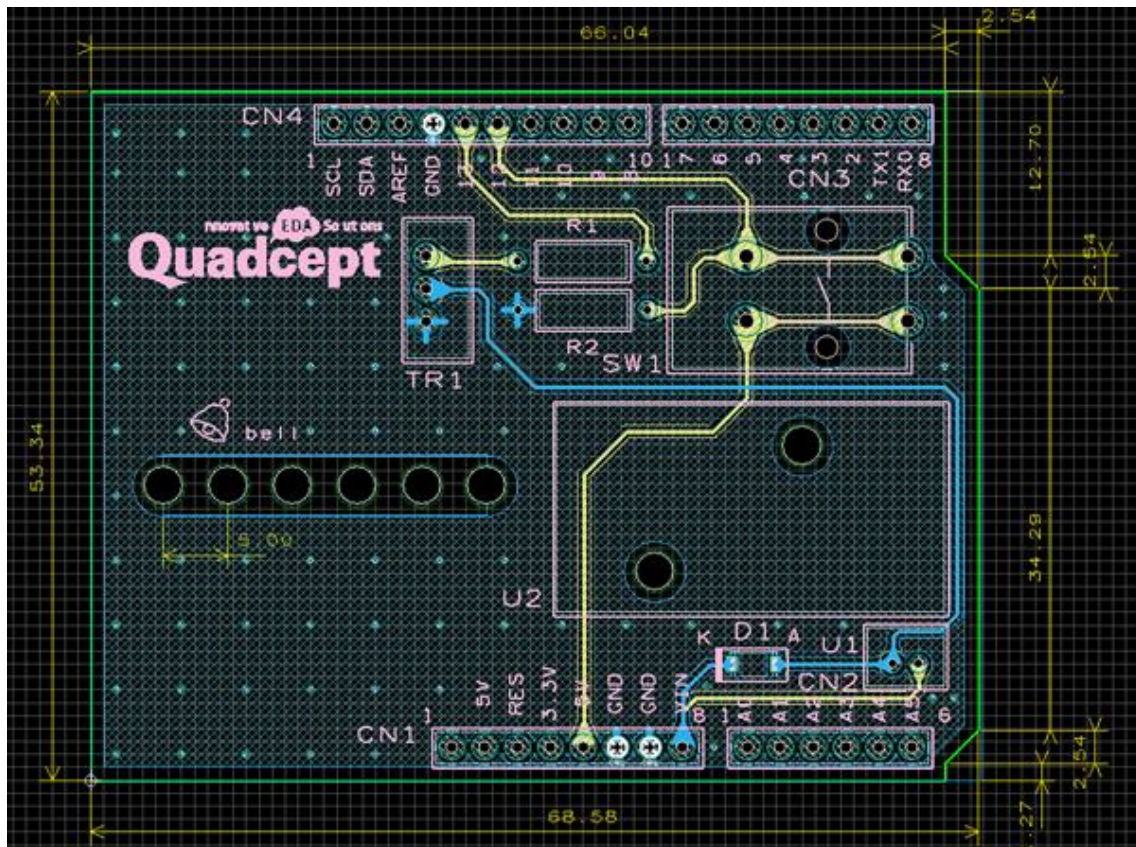 2.54
66.04
CN4
1
10
1
8
SCL
SDA
AREF
GND
13
12
11
10
9
8
7
6
5
4
3
2
TX1
RX0
CN3
12.70
EDA
Quadcept
R1
2.54
R2
SW1
TR1
bell
53.34
5.00
34.29
U2
K
D1
A
U1
CN2
1
5V
RES
3.3V
5V
GND
GND
VIN
8
1
A0
A1
A2
A3
A4
A5
6
CN1
2.54
68.58